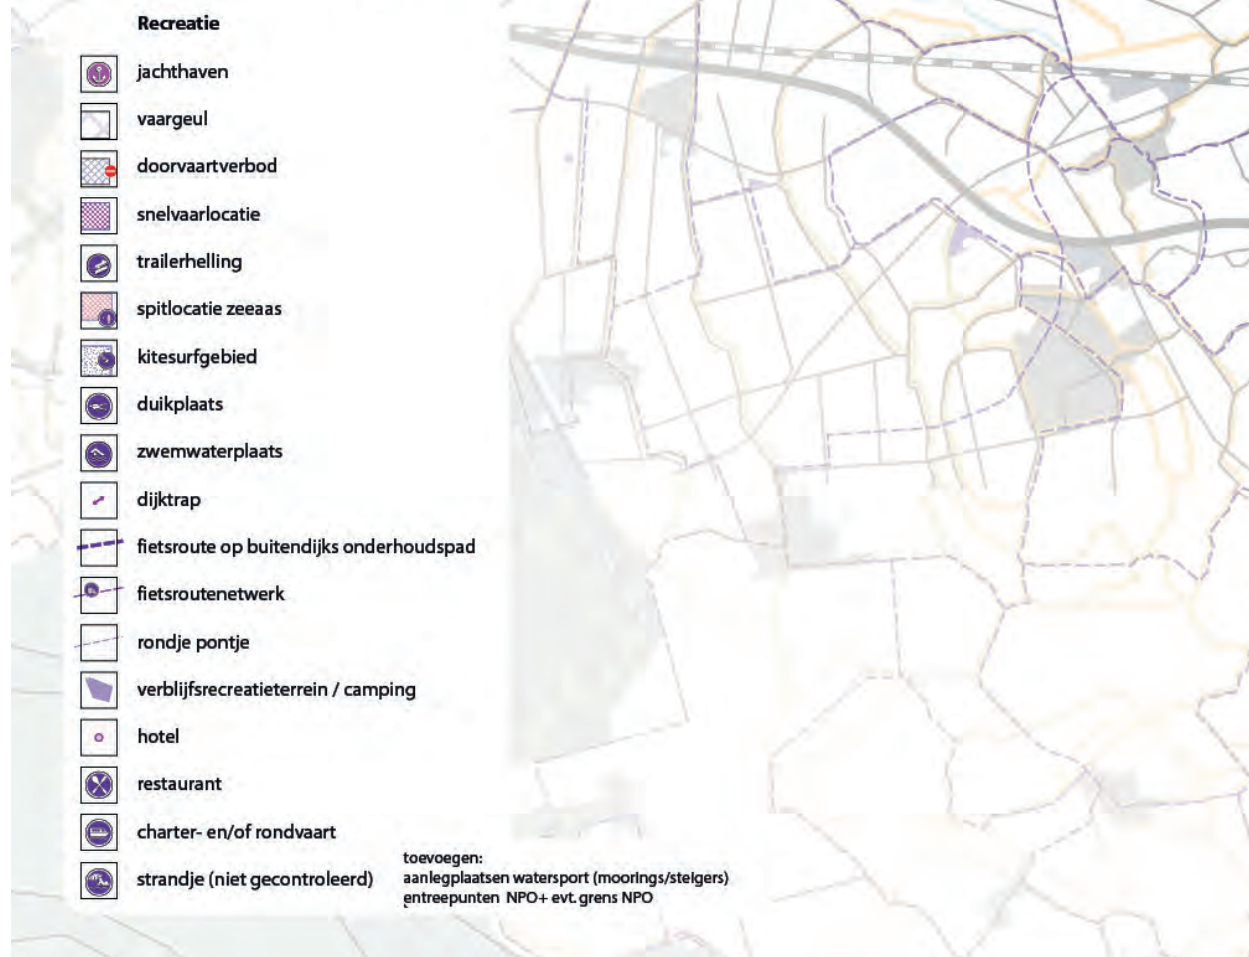 Recreatie
jachthaven
vaargeul
doorvaartverbod
snelvaarlocatie
trailerhelling
spitlocatie zeeaas
kitesurfgebied
duikplaats
zwemwaterplaats
dijktrap
fietsroute op buitendijks onderhoudspad
fietsroutenetwerk
rondje pontje
verblijfsrecreatieterrein / camping
hotel
restaurant
charter- en/of rondvaart
strandje (niet gecontroleerd)
toevoegen:
aanlegplaatsen watersport (moorings/steigers)
entreepunten NPO+ evt. grens NPO